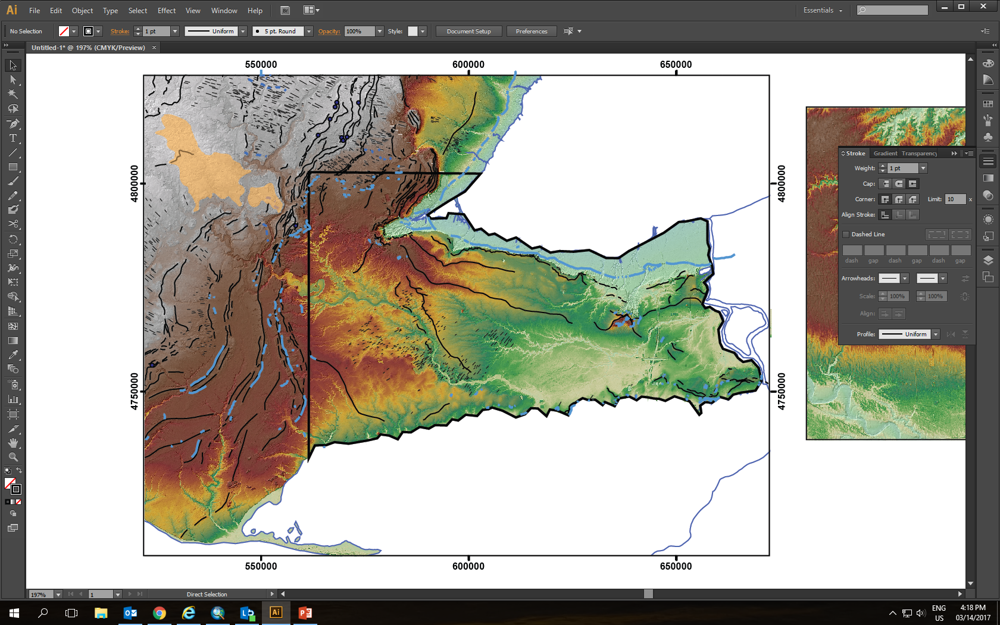 Ai File Edit Object Type Select Effect View Window Help Br Essentials
No Selection Stroke: 1 pt Uniform 5 pt. Round Opacity: 100% Style: Document Setup Preferences
Untitled-1* @ 197% (CMYK/Preview) ×
550000 600000 650000
4800000 4800000
4750000 4750000
550000 600000 650000
Stroke Gradient Transparency
Weight: 1 pt
Cap:
Corner: Limit: 10 x
Align Stroke:
Dashed Line
dash gap dash gap dash gap
Arrowheads:
Scale: 100% 100%
Align:
Profile: Uniform
T
197% 1 Direct Selection
Ai
ENG 4:18 PM
US 03/14/2017